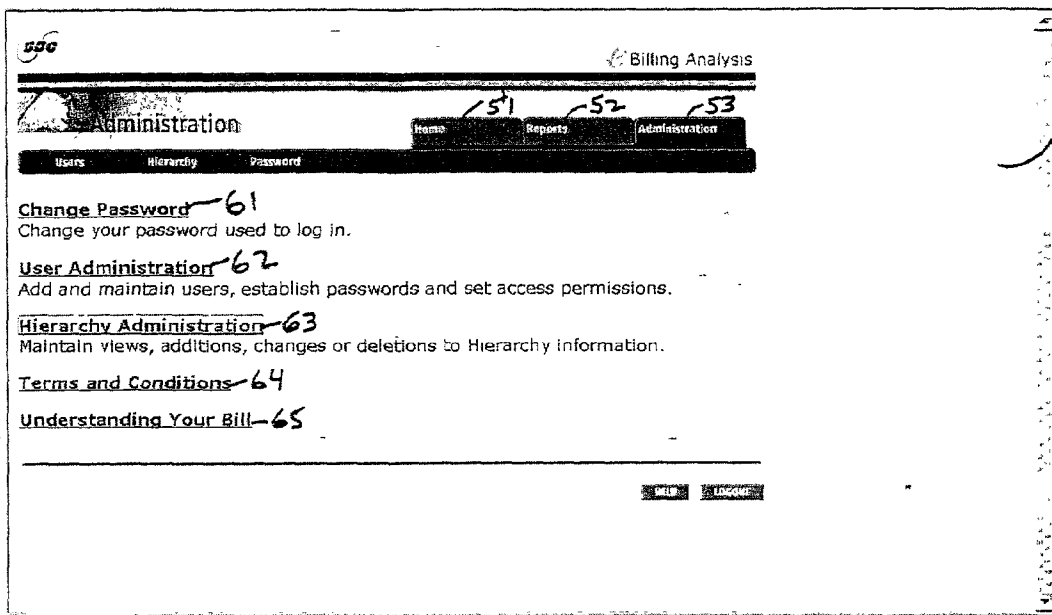 SBC
Billing Analysis
Administration
51 52 53
Home Reports Administration
Users Hierarchy Password
Change Password 61
Change your password used to log in.
User Administration 62
Add and maintain users, establish passwords and set access permissions.
Hierarchy Administration 63
Maintain views, additions, changes or deletions to Hierarchy information.
Terms and Conditions 64
Understanding Your Bill 65
HELP LOGOUT